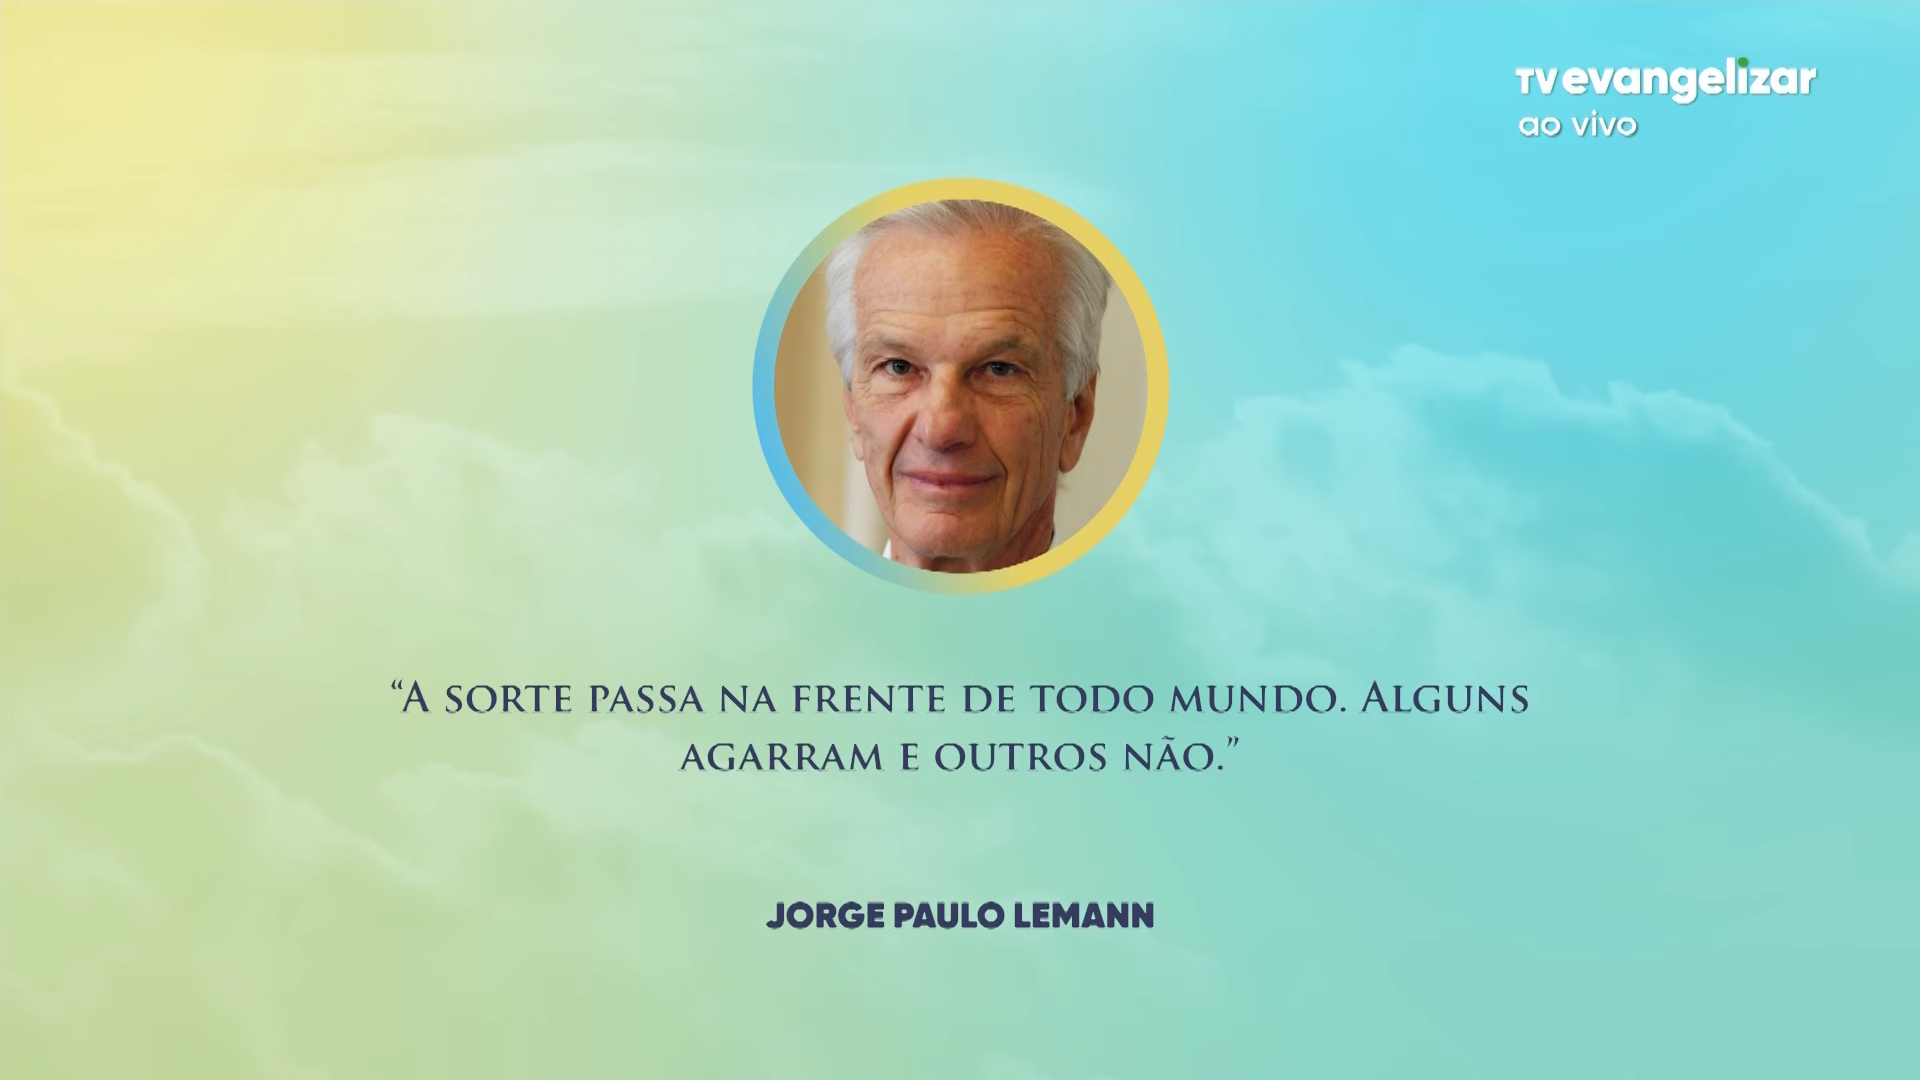 TV evangelizar
ao vivo
“A SORTE PASSA NA FRENTE DE TODO MUNDO. ALGUNS
AGARRAM E OUTROS NÃO.”
JORGE PAULO LEMANN